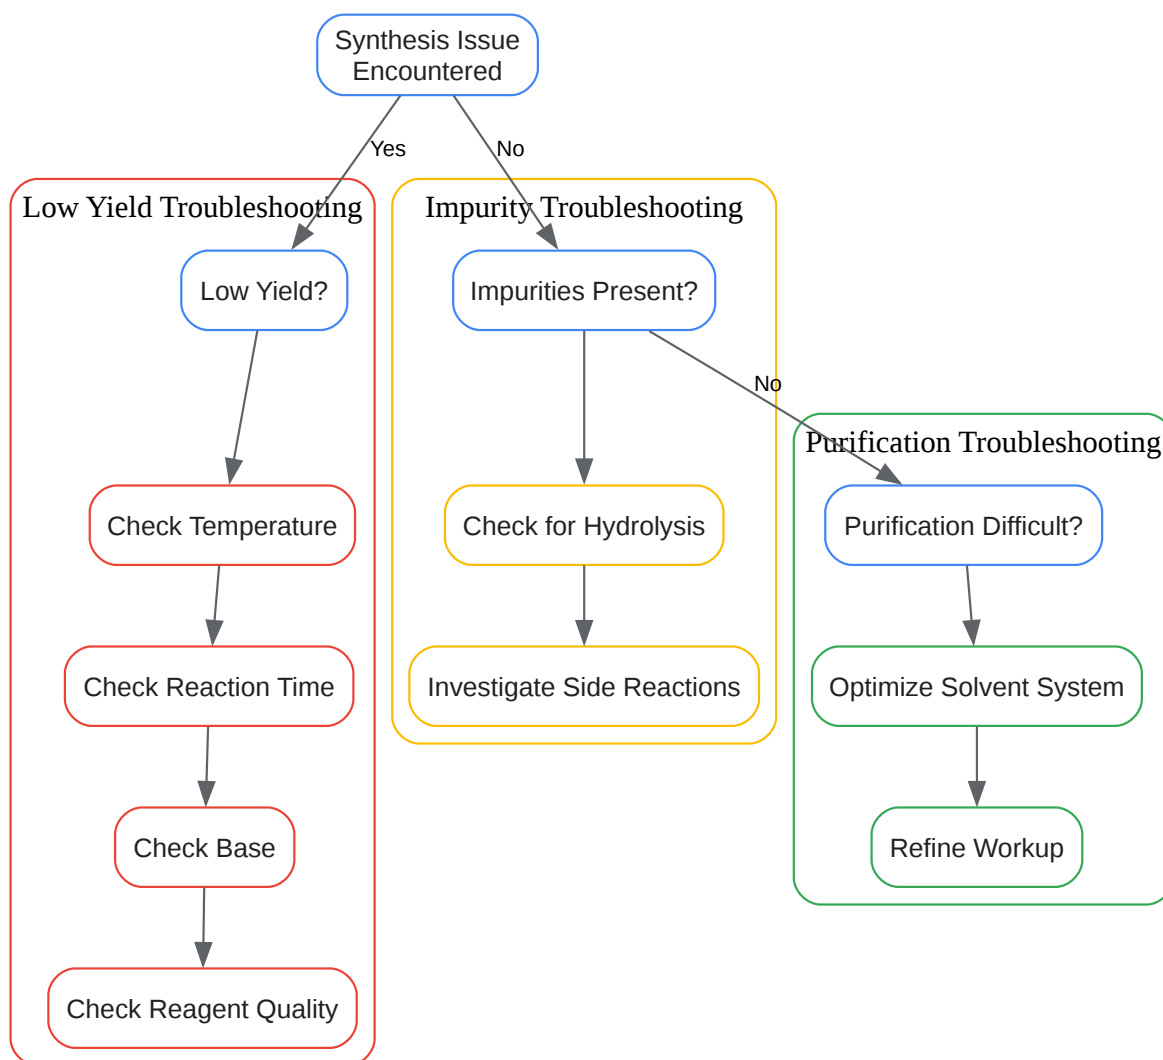 Synthesis Issue
Encountered
Yes
No
Low Yield Troubleshooting
Impurity Troubleshooting
Low Yield?
Impurities Present?
No
Purification Troubleshooting
Check Temperature
Check for Hydrolysis
Purification Difficult?
Check Reaction Time
Investigate Side Reactions
Optimize Solvent System
Check Base
Refine Workup
Check Reagent Quality